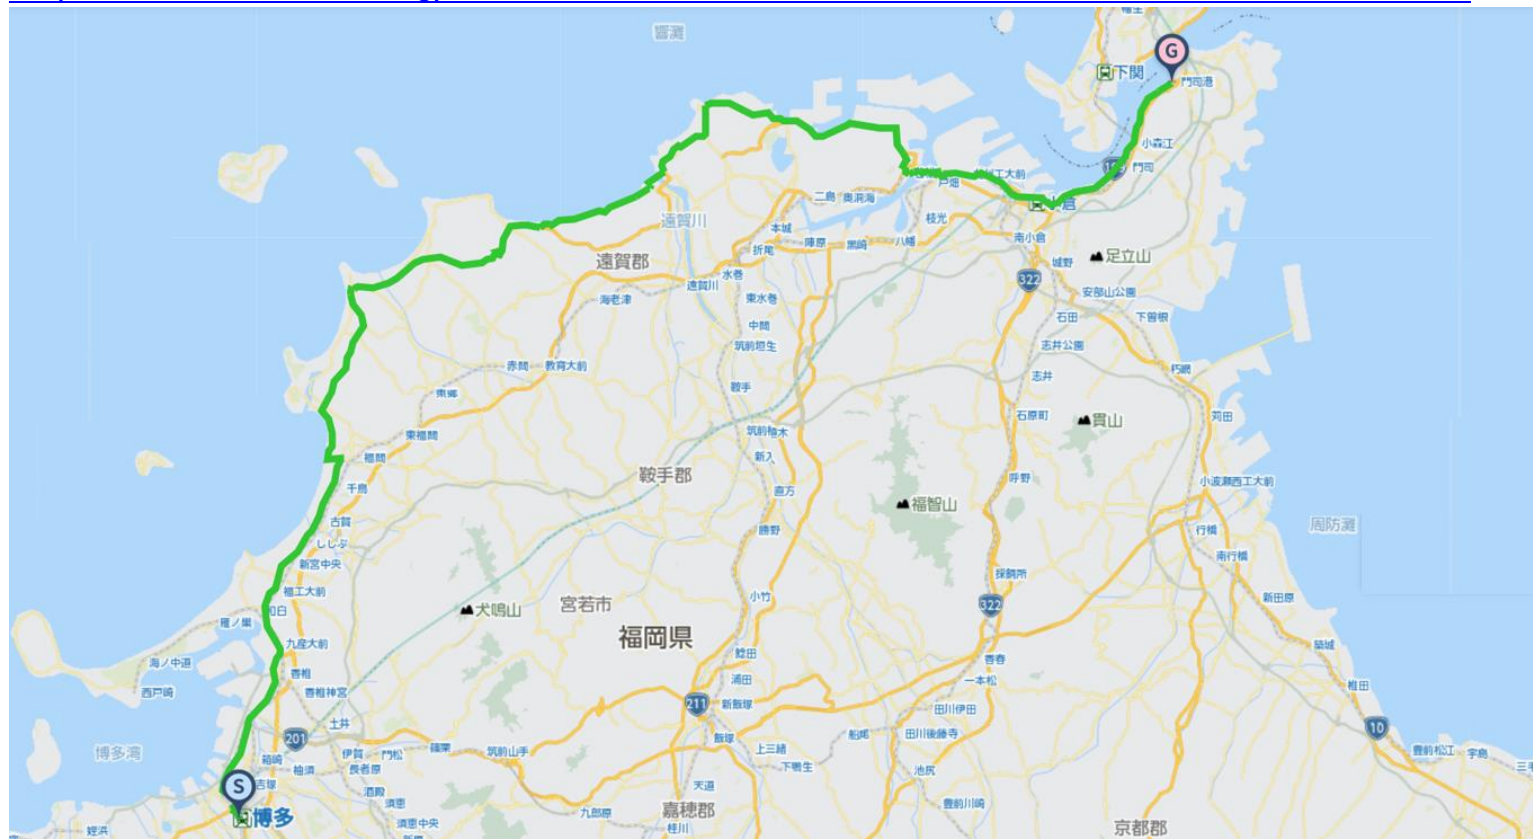 響灘
G
下関
門司港
小森江
門司
戸畑
工大前
二島
奥洞海
遠賀川
本城
枝光
南小倉
足立山
折尾
陣原
黒崎
八幡
城野
遠賀郡
水巻
遠賀川
322
安部山公園
海老津
東水巻
石田
下曽根
中間
筑前垣生
志井公園
赤間
教育大前
志井
朽網
鞍手
東郷
石原町
貫山
苅田
東福間
筑前植木
福間
新入
鞍手郡
呼野
小波瀬西工大前
千鳥
直方
福智山
古賀
勝野
行橋
周防灘
ししぶ
南行橋
新宮中央
採銅所
福工大前
小竹
新田原
和白
犬鳴山
宮若市
322
雁ノ巣
福岡県
九産大前
築城
海ノ中道
鯰田
香春
香椎
浦田
一本松
椎田
西戸崎
香椎神宮
211
新飯塚
田川伊田
土井
10
201
飯塚
船尾
田川後藤寺
博多湾
伊賀
門松
篠栗
筑前山手
上三緒
豊前松江
宇島
箱崎
柚須
長者原
下鴨生
池尻
S
吉塚
酒殿
天道
須恵
九郎原
嘉穂郡
豊前川崎
博多
須恵中央
姪浜
桂川
京都郡